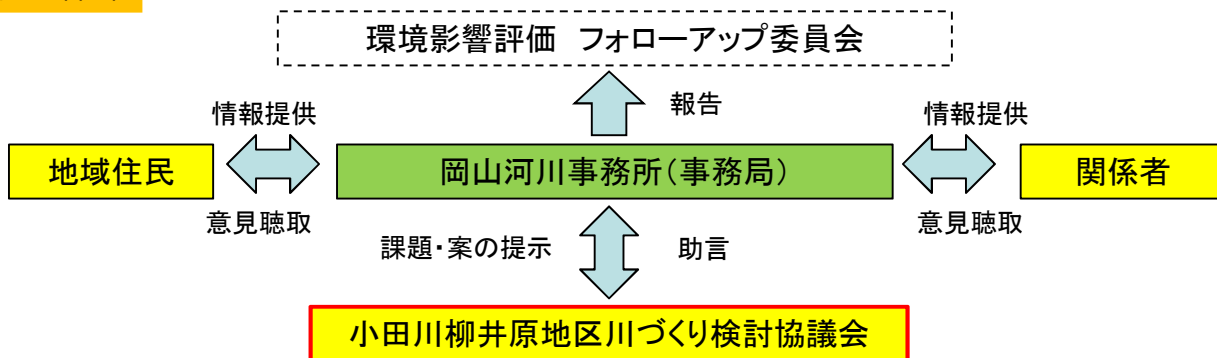 環境影響評価　フォローアップ委員会
報告
情報提供
情報提供
地域住民
岡山河川事務所（事務局）
関係者
意見聴取
意見聴取
課題・案の提示
助言
小田川柳井原地区川づくり検討協議会